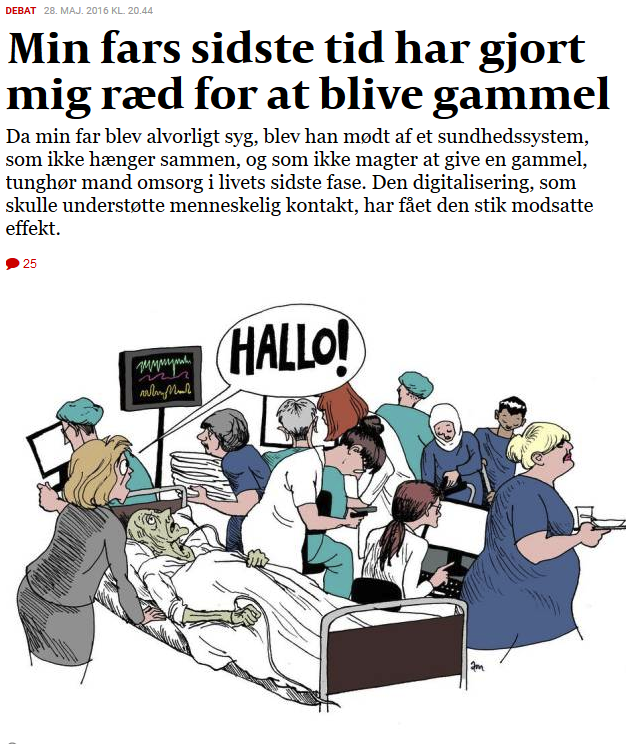 DEBAT 28. MAJ. 2016 KL. 20.44
Min fars sidste tid har gjort
mig ræd for at blive gammel
Da min far blev alvorligt syg, blev han mødt af et sundhedssystem,
som ikke hænger sammen, og som ikke magter at give en gammel,
tunghør mand omsorg i livets sidste fase. Den digitalisering, som
skulle understøtte menneskelig kontakt, har fået den stik modsatte
effekt.
25
HALLO!